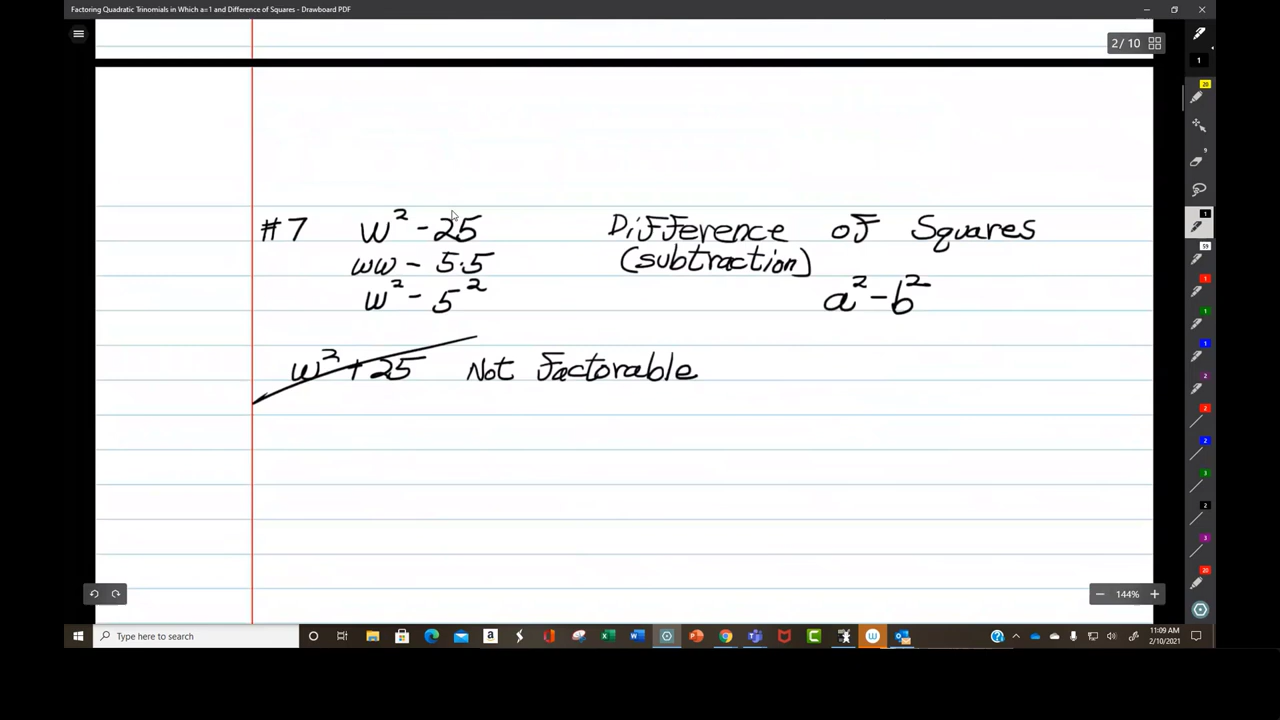 Factoring Quadratic Trinomials in Which a=1 and Difference of Squares - Drawboard PDF
2 / 10
1
#7 w² - 25 Difference of Squares
ww - 5·5 (subtraction)
w² - 5² a² - b²
w² + 25 Not Factorable
144%
Type here to search
11:09 AM
2/10/2021